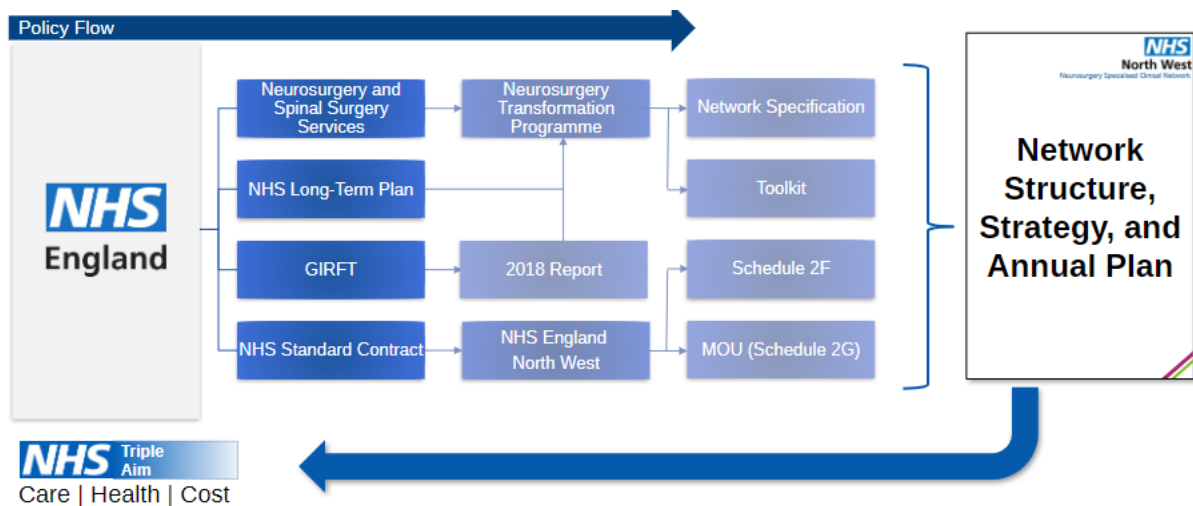 Policy Flow
NHS
England
Neurosurgery and
Spinal Surgery
Services
Neurosurgery
Transformation
Programme
Network Specification
NHS Long-Term Plan
Toolkit
GIRFT
2018 Report
Schedule 2F
NHS Standard Contract
NHS England
North West
MOU (Schedule 2G)
NHS
North West
Neurosurgery Specialised Clinical Network
Network
Structure,
Strategy, and
Annual Plan
NHS Triple
Aim
Care | Health | Cost